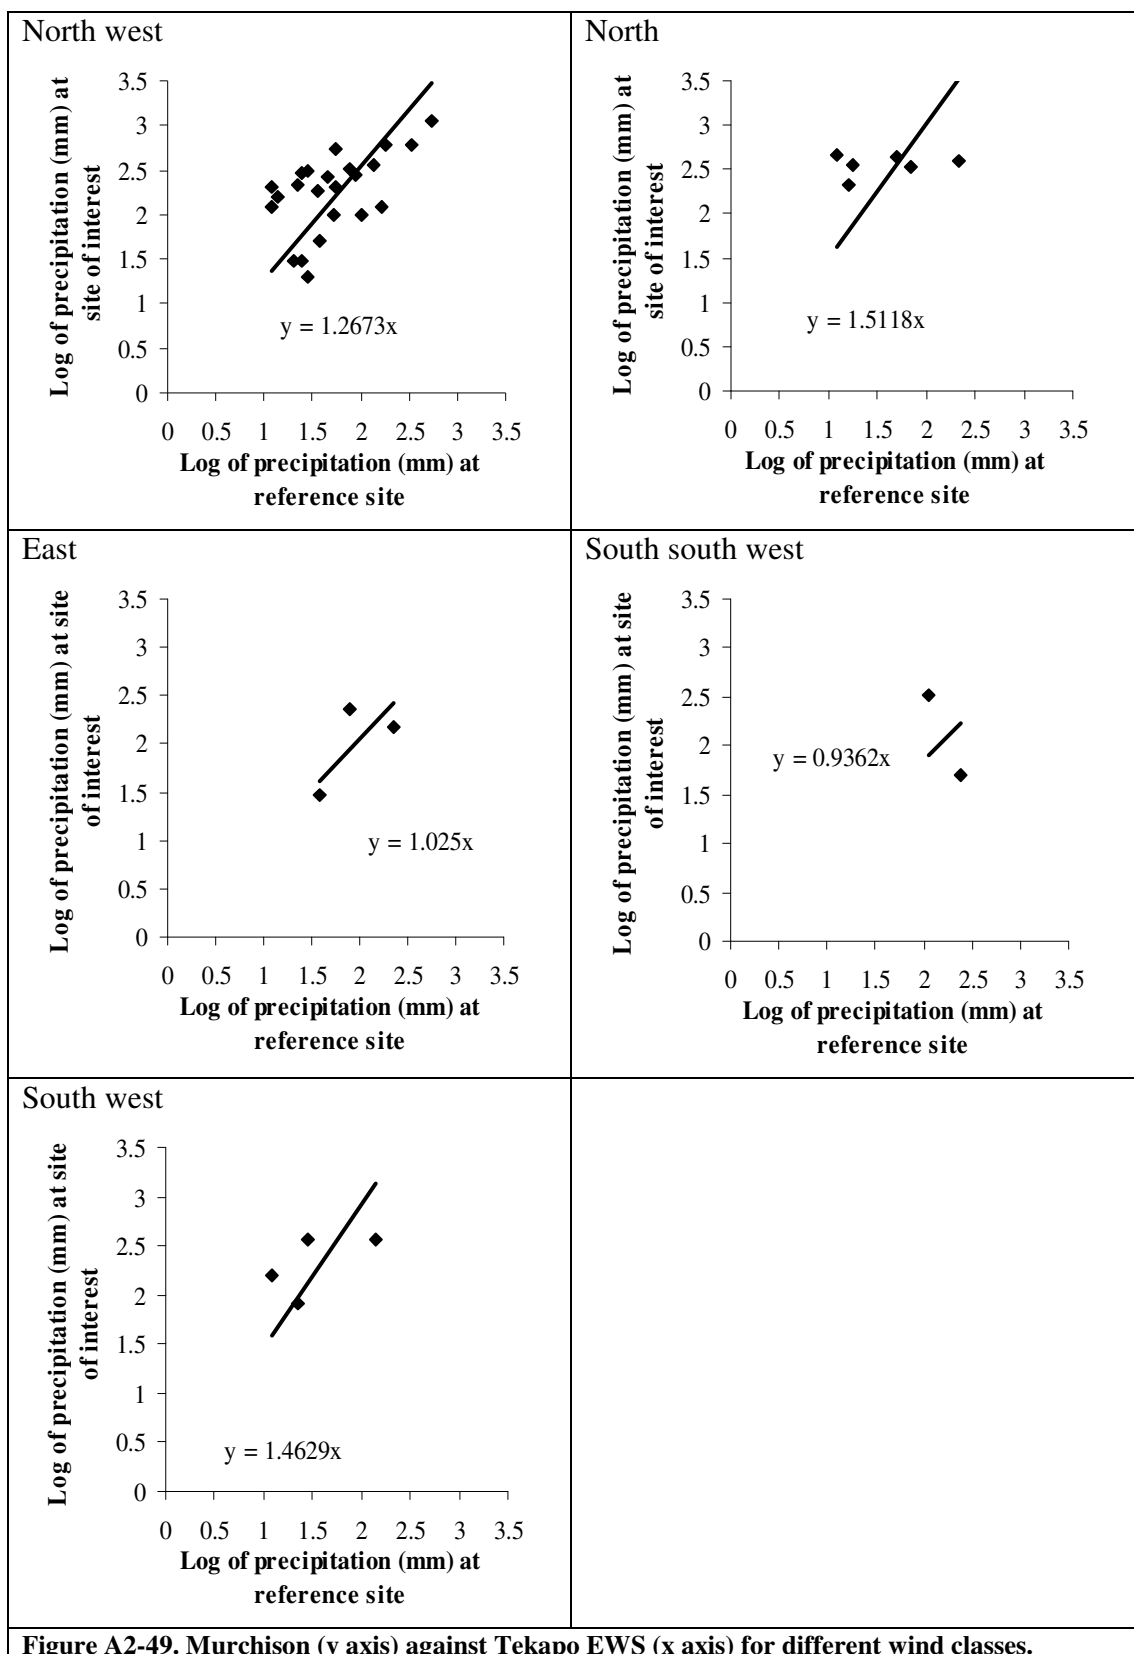 North west
Log of precipitation (mm) at
site of interest
3.5
3
2.5
2
1.5
1
0.5
0
y = 1.2673x
0 0.5 1 1.5 2 2.5 3 3.5
Log of precipitation (mm) at
reference site
North
Log of precipitation (mm) at
site of interest
3.5
3
2.5
2
1.5
1
0.5
0
y = 1.5118x
0 0.5 1 1.5 2 2.5 3 3.5
Log of precipitation (mm) at
reference site
East
Log of precipitation (mm) at site
of interest
3.5
3
2.5
2
1.5
1
0.5
0
y = 1.025x
0 0.5 1 1.5 2 2.5 3 3.5
Log of precipitation (mm) at
reference site
South south west
Log of precipitation (mm) at site
of interest
3.5
3
2.5
2
1.5
1
0.5
0
y = 0.9362x
0 0.5 1 1.5 2 2.5 3 3.5
Log of precipitation (mm) at
reference site
South west
Log of precipitation (mm) at site
of interest
3.5
3
2.5
2
1.5
1
0.5
0
y = 1.4629x
0 0.5 1 1.5 2 2.5 3 3.5
Log of precipitation (mm) at
reference site
Figure A2-49. Murchison (y axis) against Tekapo EWS (x axis) for different wind classes.